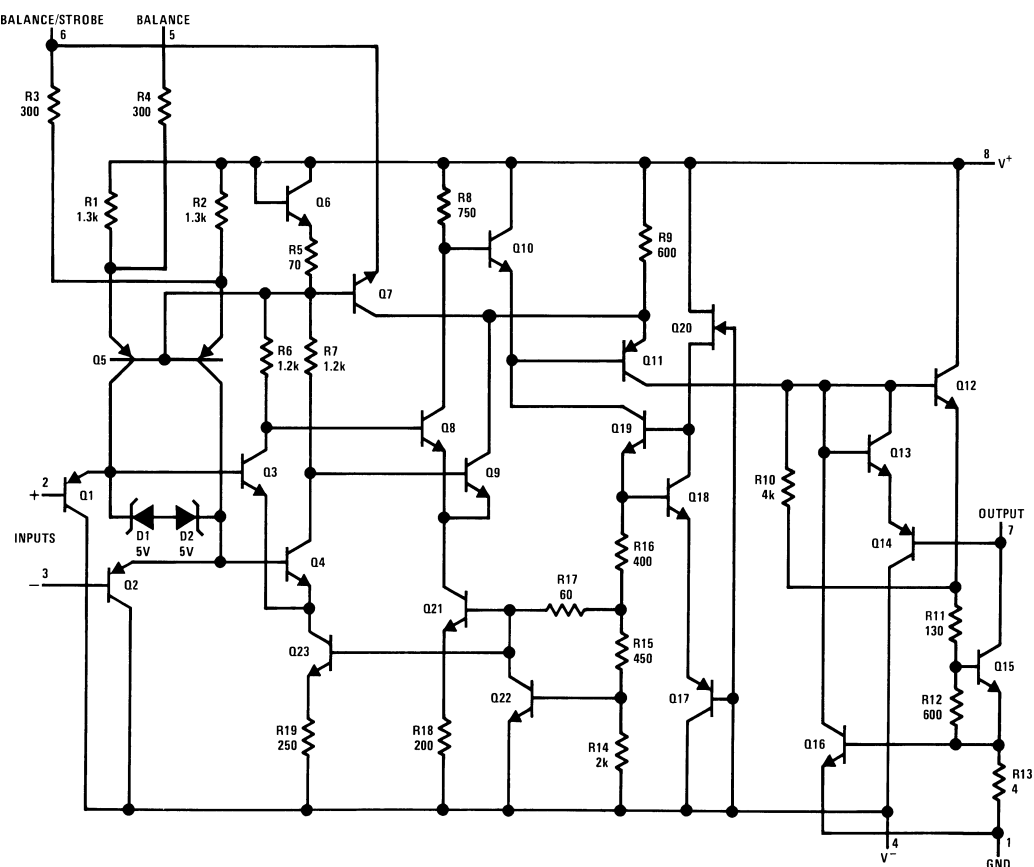 BALANCE/STROBE
6
BALANCE
5
R3
300
R4
300
8 V+
R1
1.3k
R2
1.3k
Q6
R5
70
R8
750
Q10
R9
600
Q7
Q20
Q5
R6
1.2k
R7
1.2k
Q11
Q12
Q8
Q19
Q13
Q3
Q9
Q18
R10
4k
2
+
Q1
D1
5V
D2
5V
INPUTS
OUTPUT
7
Q14
Q4
R16
400
3
–
Q2
R17
60
Q21
R11
130
Q23
R15
450
Q15
Q22
Q17
R12
600
R19
250
R18
200
R14
2k
Q16
R13
4
4
V–
1
GND